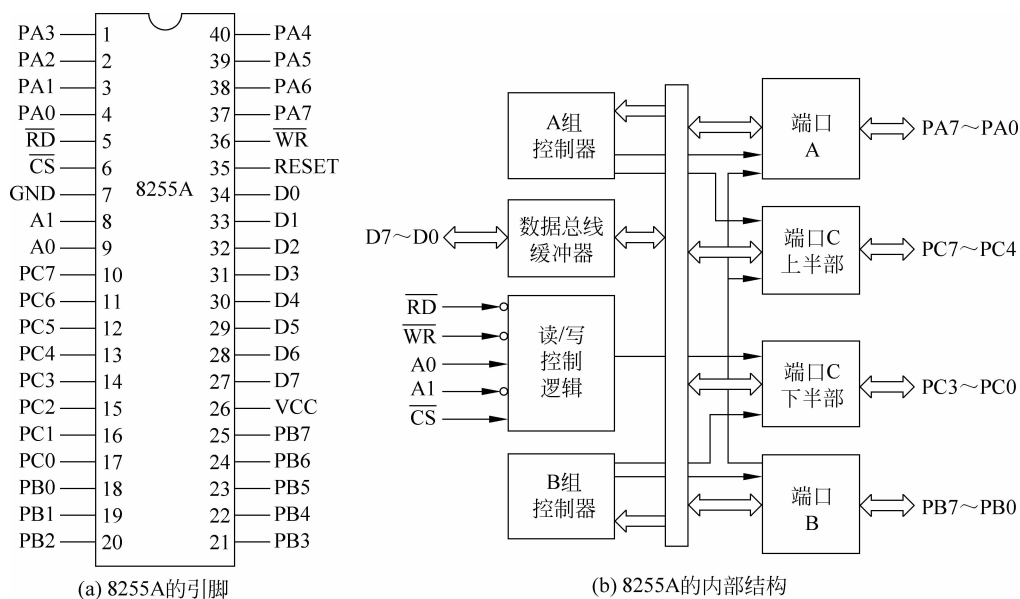 PA3 1 40 PA4
PA2 2 39 PA5
PA1 3 38 PA6
PA0 4 37 PA7
R̅D̅ 5 36 W̅R̅
C̅S̅ 6 35 RESET
GND 7 8255A 34 D0
A1 8 33 D1
A0 9 32 D2
PC7 10 31 D3
PC6 11 30 D4
PC5 12 29 D5
PC4 13 28 D6
PC3 14 27 D7
PC2 15 26 VCC
PC1 16 25 PB7
PC0 17 24 PB6
PB0 18 23 PB5
PB1 19 22 PB4
PB2 20 21 PB3
(a) 8255A的引脚
A组
控制器
端口
A
PA7～PA0
D7～D0
数据总线
缓冲器
端口C
上半部
PC7～PC4
R̅D̅
W̅R̅
A0
A1
C̅S̅
读/写
控制
逻辑
端口C
下半部
PC3～PC0
B组
控制器
端口
B
PB7～PB0
(b) 8255A的内部结构